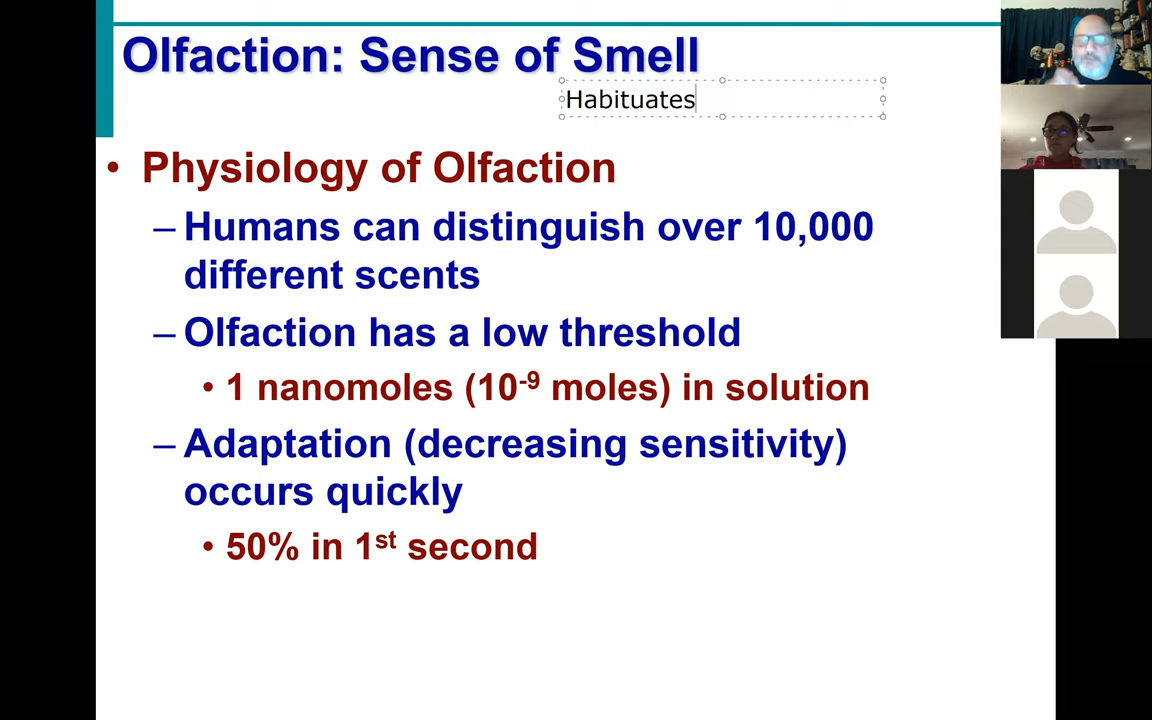 Olfaction: Sense of Smell
Habituates
• Physiology of Olfaction
– Humans can distinguish over 10,000
different scents
– Olfaction has a low threshold
• 1 nanomoles (10⁻⁹ moles) in solution
– Adaptation (decreasing sensitivity)
occurs quickly
• 50% in 1ˢᵗ second